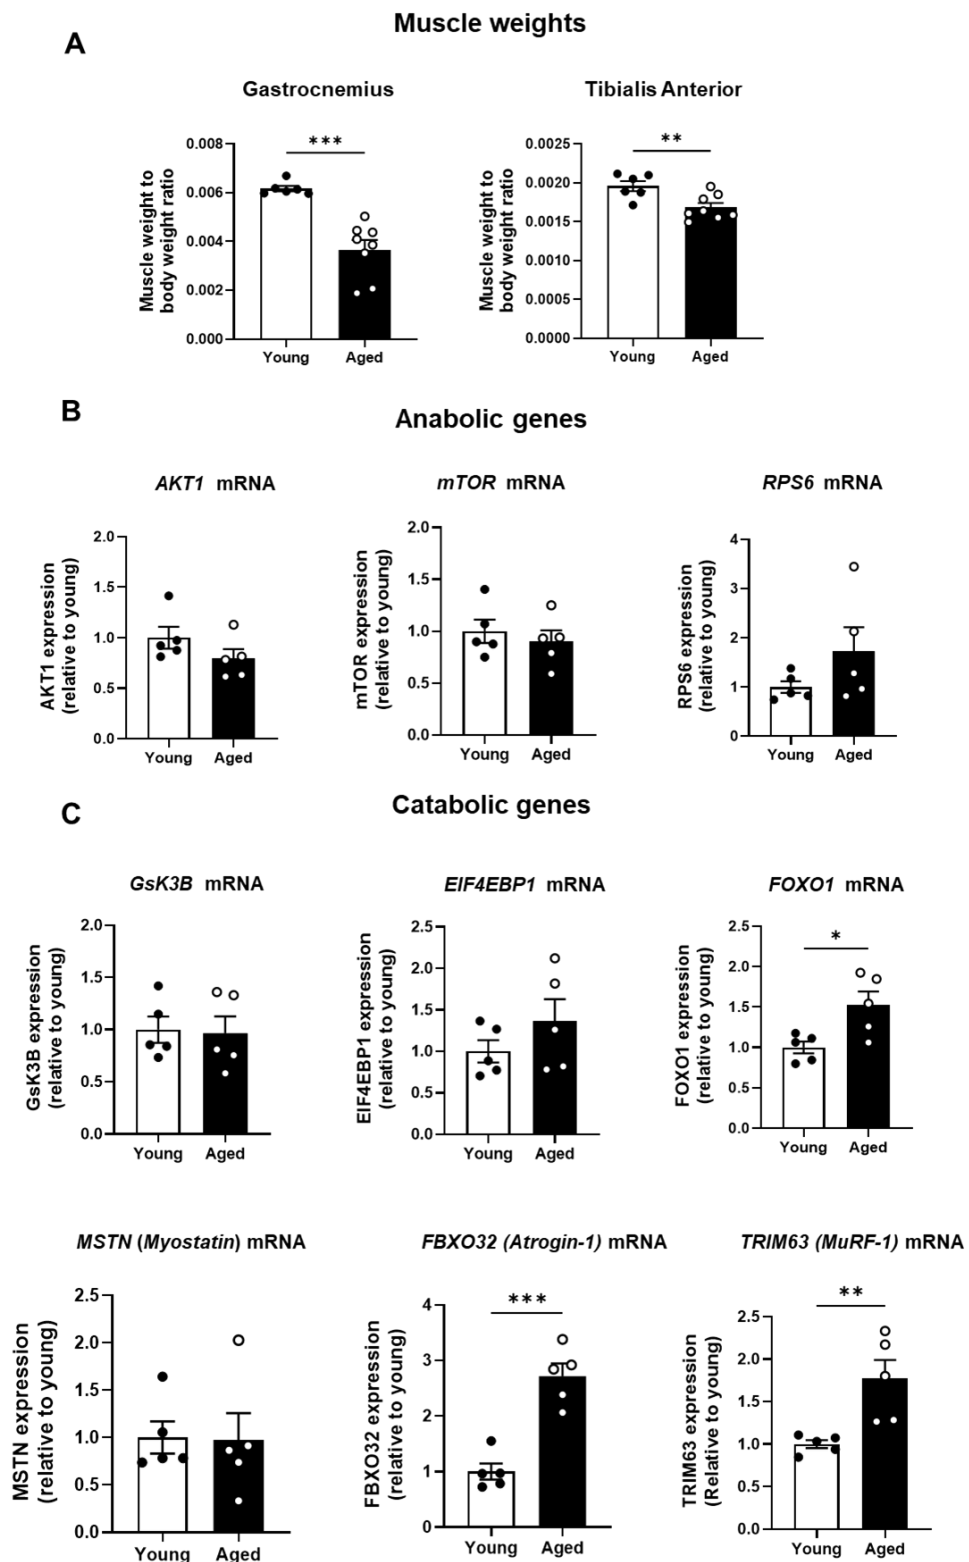 Muscle weights
A
Gastrocnemius
Tibialis Anterior
Muscle weight to
body weight ratio
0.008
0.006
0.004
0.002
0.000
***
Young
Aged
Muscle weight to
body weight ratio
0.0025
0.0020
0.0015
0.0010
0.0005
0.0000
**
Young
Aged
B
Anabolic genes
AKT1 mRNA
mTOR mRNA
RPS6 mRNA
AKT1 expression
(relative to young)
2.0
1.5
1.0
0.5
0.0
Young
Aged
mTOR expression
(relative to young)
2.0
1.5
1.0
0.5
0.0
Young
Aged
RPS6 expression
(relative to young)
4
3
2
1
0
Young
Aged
C
Catabolic genes
GsK3B mRNA
EIF4EBP1 mRNA
FOXO1 mRNA
GsK3B expression
(relative to young)
2.0
1.5
1.0
0.5
0.0
Young
Aged
EIF4EBP1 expression
(relative to young)
2.5
2.0
1.5
1.0
0.5
0.0
Young
Aged
FOXO1 expression
(relative to young)
2.5
2.0
1.5
1.0
0.5
0.0
*
Young
Aged
MSTN (Myostatin) mRNA
FBXO32 (Atrogin-1) mRNA
TRIM63 (MuRF-1) mRNA
MSTN expression
(relative to young)
2.5
2.0
1.5
1.0
0.5
0.0
Young
Aged
FBXO32 expression
(relative to young)
4
3
2
1
0
***
Young
Aged
TRIM63 expression
(Relative to young)
2.5
2.0
1.5
1.0
0.5
0.0
**
Young
Aged